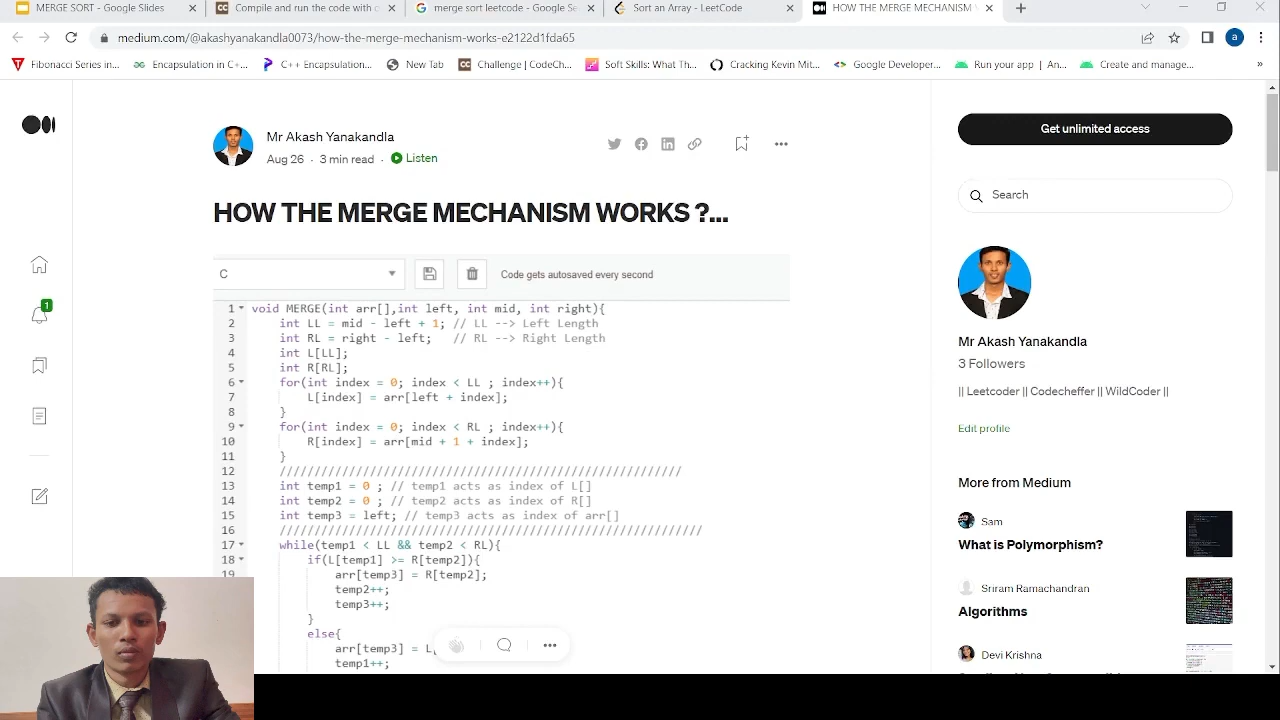 MERGE SORT - Google Slides
Compile and run the code with c
merge sort leetcode - Google Se
Sort an Array - LeetCode
HOW THE MERGE MECHANISM
medium.com/@akashyanakandla0073/how-the-merge-mechanism-works-e2122d1fda65
a
Fibonacci Series in...
Encapsulation in C+...
C++ Encapsulation...
New Tab
Challenge | CodeCh...
Soft Skills: What Th...
Cracking Kevin Mit...
Google Developer...
Run your app | An...
Create and manage...
»
Mr Akash Yanakandla
Aug 26 · 3 min read · Listen
Get unlimited access
Search
HOW THE MERGE MECHANISM WORKS ?...
C
Code gets autosaved every second
1 void MERGE(int arr[],int left, int mid, int right){
2 int LL = mid - left + 1; // LL --> Left Length
3 int RL = right - left; // RL --> Right Length
4 int L[LL];
5 int R[RL];
6 for(int index = 0; index < LL ; index++){
7 L[index] = arr[left + index];
8 }
9 for(int index = 0; index < RL ; index++){
10 R[index] = arr[mid + 1 + index];
11 }
12 //////////////////////////////////////////////////////////
13 int temp1 = 0 ; // temp1 acts as index of L[]
14 int temp2 = 0 ; // temp2 acts as index of R[]
15 int temp3 = left; // temp3 acts as index of arr[]
16 /////////////////////////////////////////////////////////////
17 while(temp1 < LL && temp2 < RL){
18 if(L[temp1] >= R[temp2]){
19 arr[temp3] = R[temp2];
temp2++;
temp3++;
}
else{
arr[temp3] = L
temp1++;
1
Mr Akash Yanakandla
3 Followers
|| Leetcoder || Codecheffer || WildCoder ||
Edit profile
More from Medium
Sam
What is Polymorphism?
Sriram Ramachandran
Algorithms
Devi Krishna